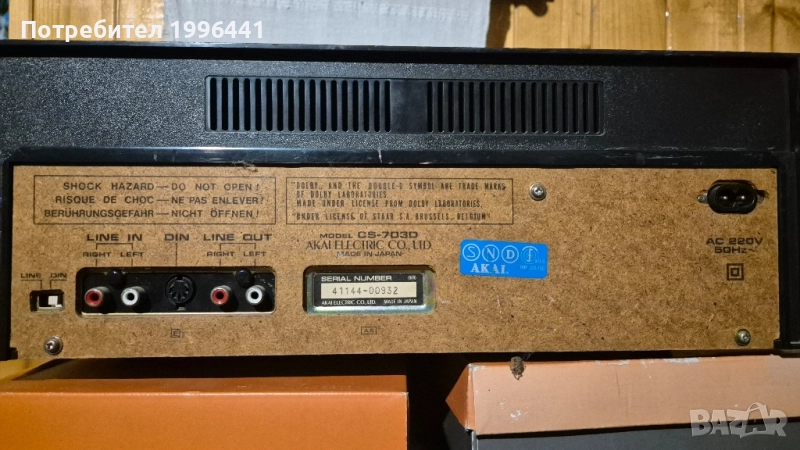 Потребител 1996441
SHOCK HAZARD — DO NOT OPEN!
RISQUE DE CHOC — NE PAS ENLEVER!
BERÜHRUNGSGEFAHR — NICHT ÖFFNEN!
"DOLBY" AND THE DOUBLE-D SYMBOL ARE TRADE MARKS
OF DOLBY LABORATORIES.
MADE UNDER LICENSE FROM DOLBY LABORATORIES.
"UNDER LICENSE OF STAAR S.A. BRUSSELS, BELGIUM"
MODEL CS-703D
AKAI ELECTRIC CO., LTD.
MADE IN JAPAN
LINE IN DIN LINE OUT
RIGHT LEFT RIGHT LEFT
LINE DIN
SERIAL NUMBER
41144-00932
AKAI ELECTRIC CO., LTD. MADE IN JAPAN
S N D T
AKAI
AC 220V
50Hz~
BAZAR